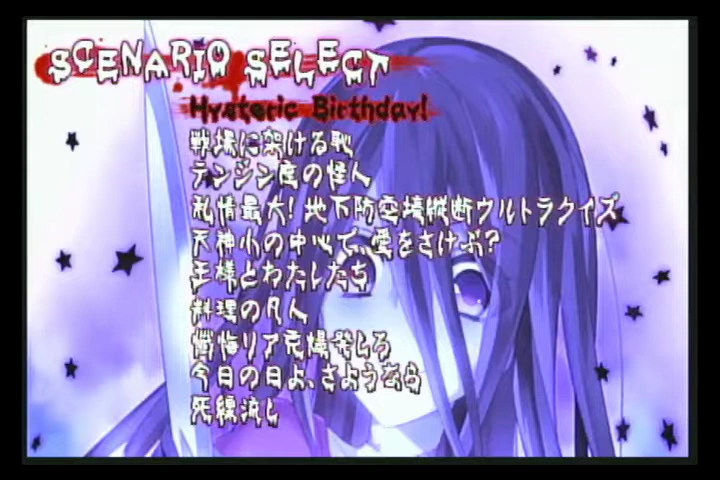 SCENARIO SELECT
Hysteric Birthday!
戦場に架ける恥
テンジン座の怪人
私情最大!地下防空壕縦断ウルトラクイズ
天神小の中心で、愛をさけぶ?
王様とわたしたち
料理の凡人
懺悔リア充爆発しろ
今日の日よ、さようなら
死線流し